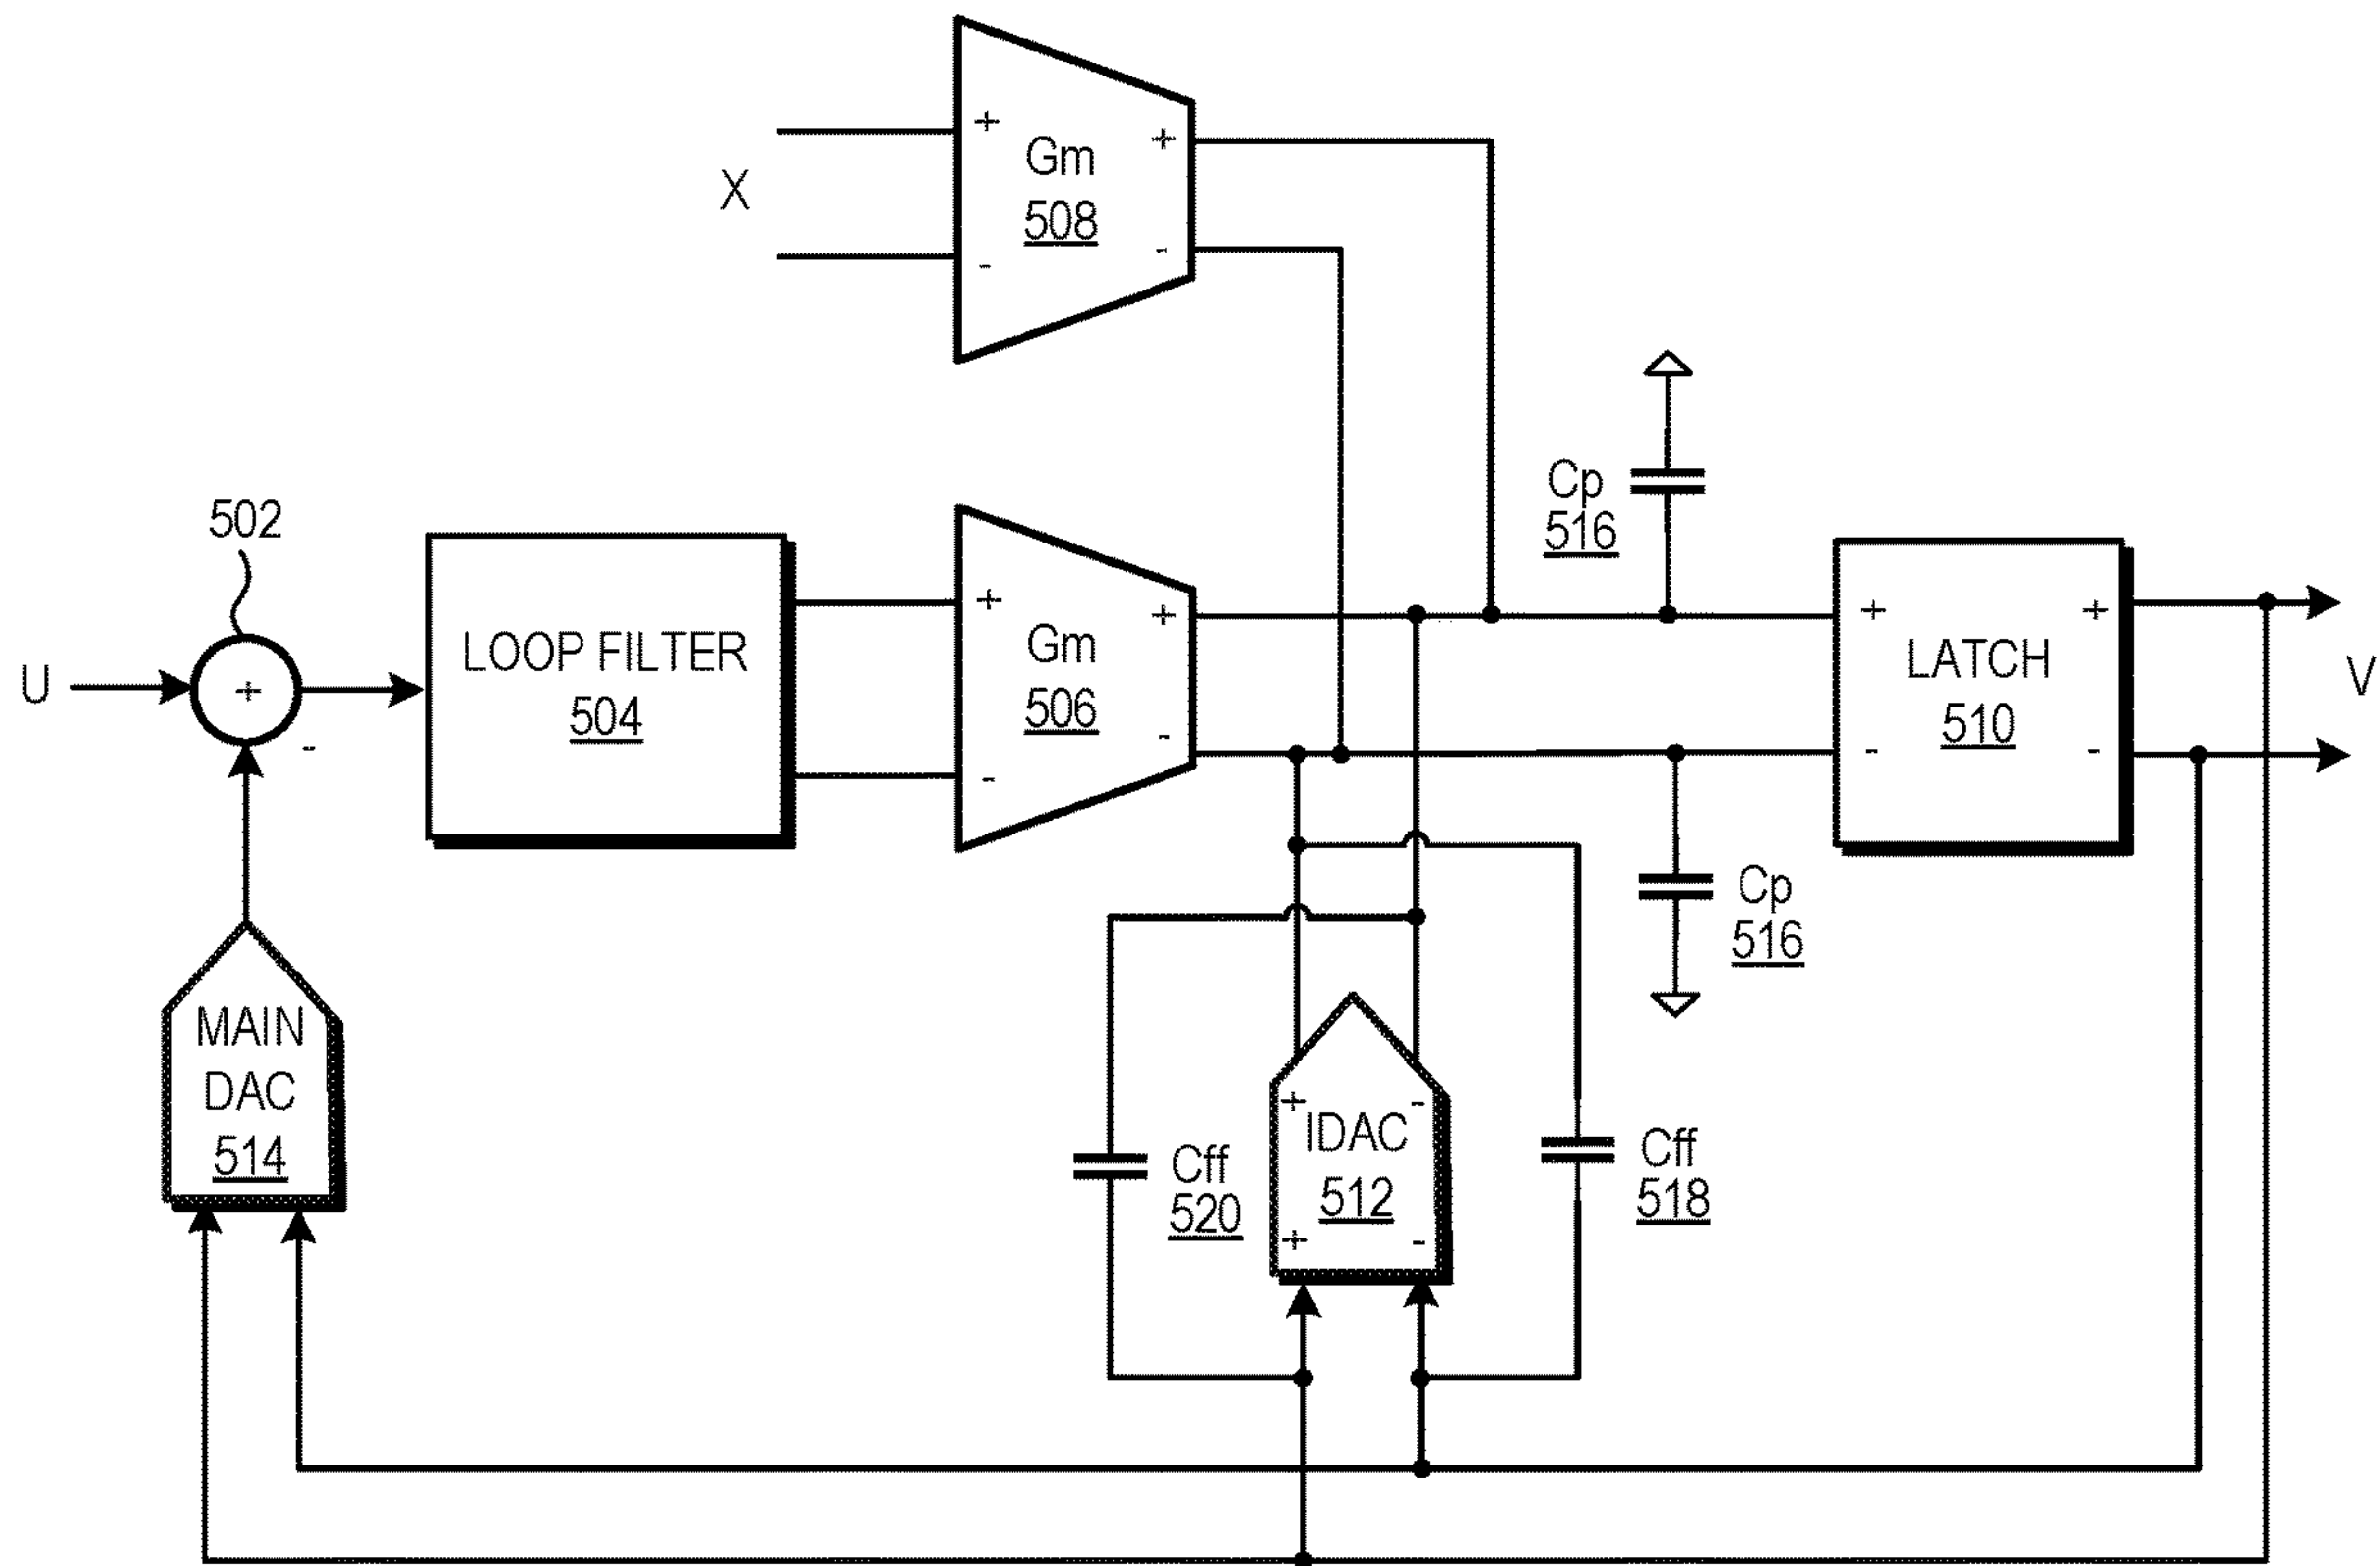 X
+
-
Gm
508
+
-
Cp
516
502
U
+
-
LOOP FILTER
504
+
-
Gm
506
+
-
+
-
LATCH
510
+
-
V
Cp
516
MAIN
DAC
514
Cff
520
+
-
IDAC
512
+
-
Cff
518